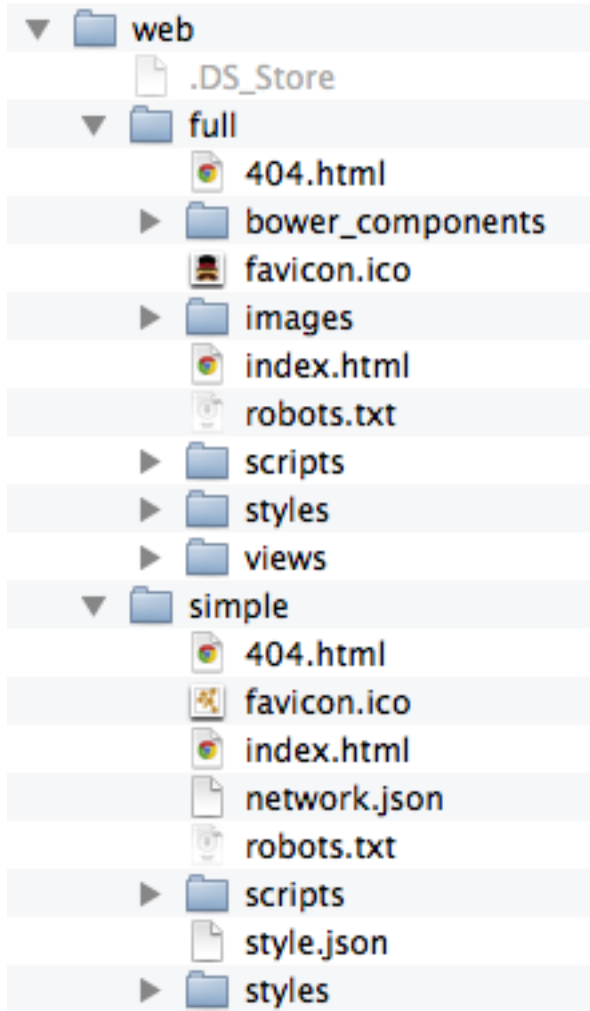 web
.DS_Store
full
404.html
bower_components
favicon.ico
images
index.html
robots.txt
scripts
styles
views
simple
404.html
favicon.ico
index.html
network.json
robots.txt
scripts
style.json
styles